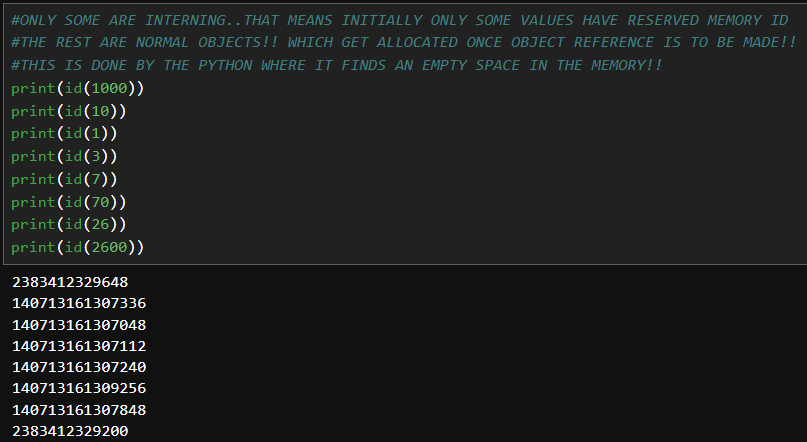 #ONLY SOME ARE INTERNING..THAT MEANS INITIALLY ONLY SOME VALUES HAVE RESERVED MEMORY ID
#THE REST ARE NORMAL OBJECTS!! WHICH GET ALLOCATED ONCE OBJECT REFERENCE IS TO BE MADE!!
#THIS IS DONE BY THE PYTHON WHERE IT FINDS AN EMPTY SPACE IN THE MEMORY!!
print(id(1000))
print(id(10))
print(id(1))
print(id(3))
print(id(7))
print(id(70))
print(id(26))
print(id(2600))
2383412329648
140713161307336
140713161307048
140713161307112
140713161307240
140713161309256
140713161307848
2383412329200